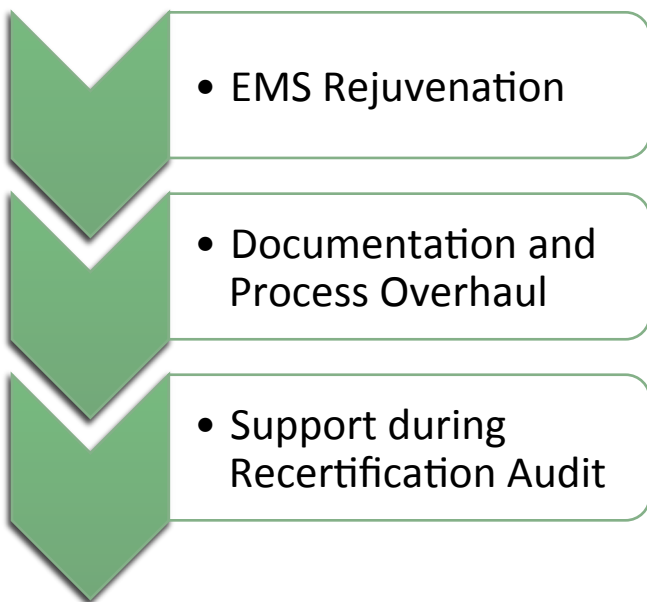 • EMS Rejuvenation
• Documentation and
Process Overhaul
• Support during
Recertification Audit